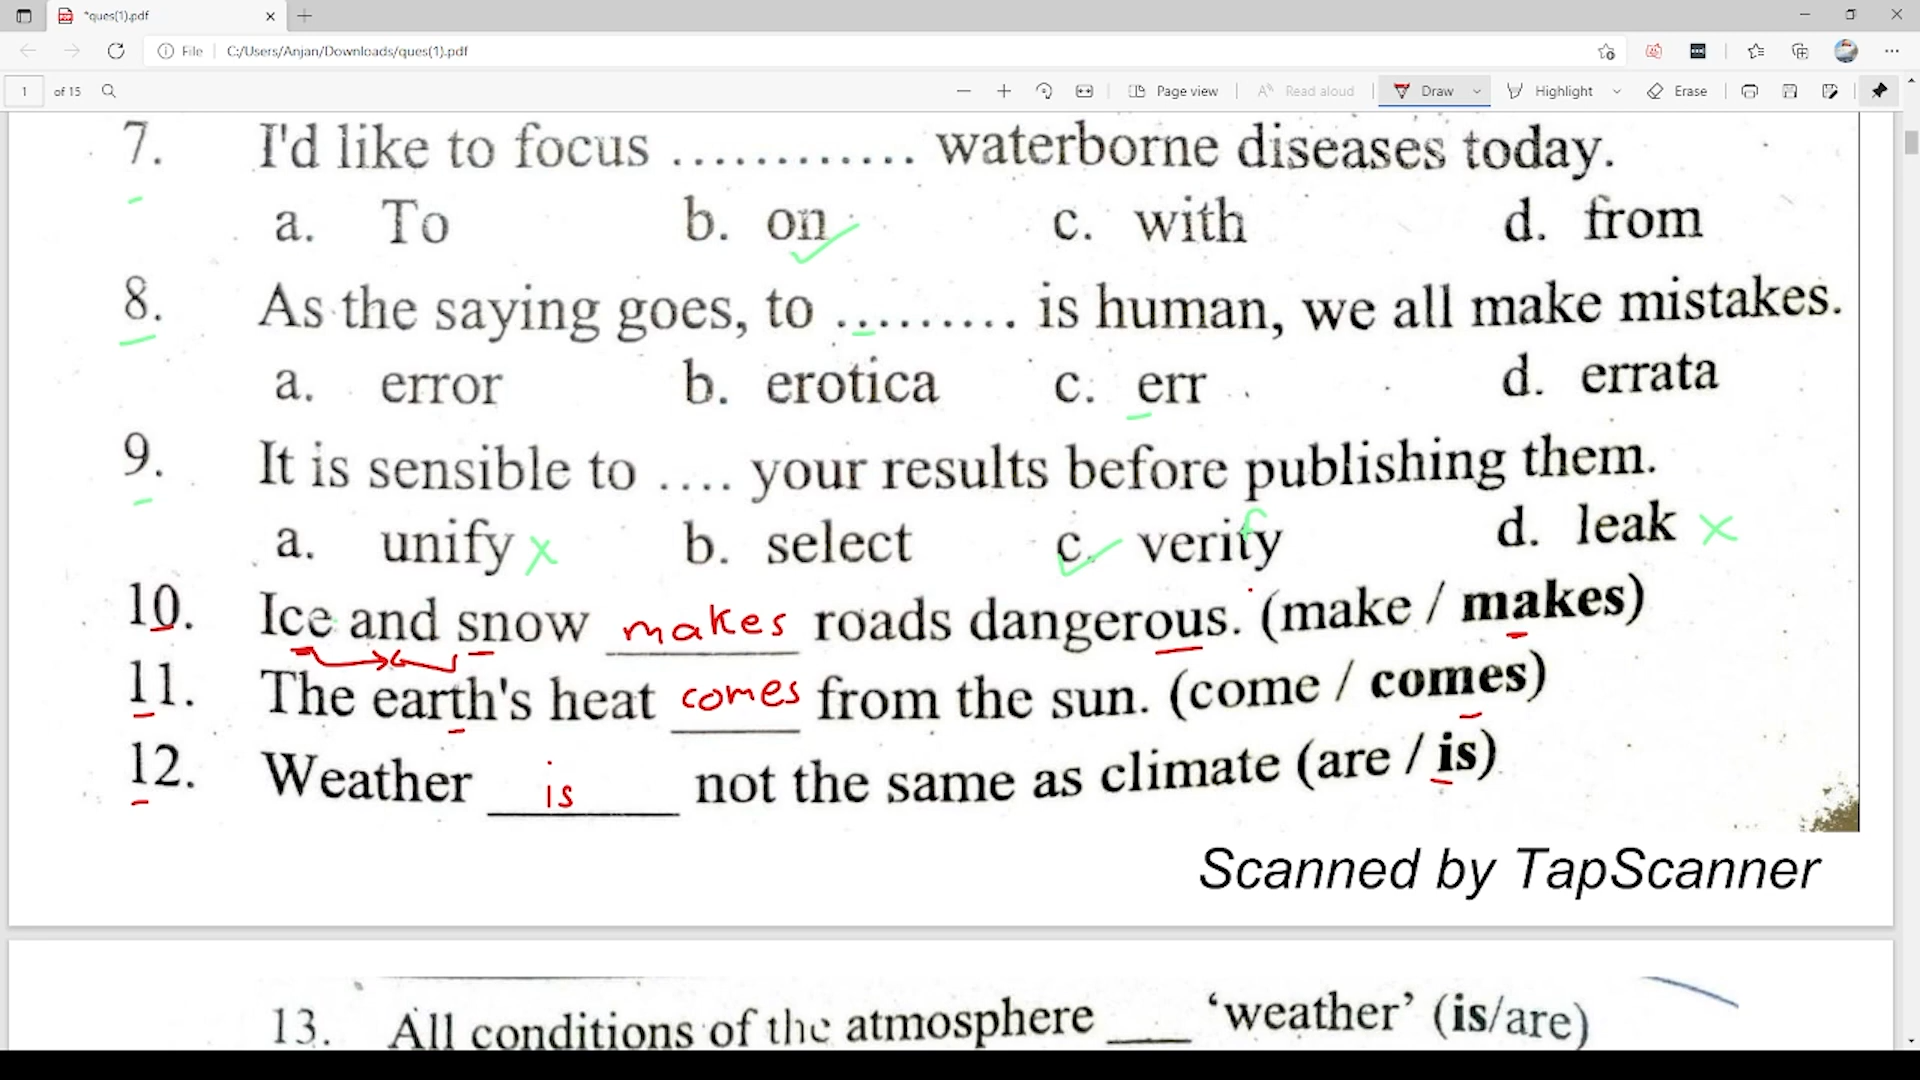 *ques(1).pdf
File C:/Users/Anjan/Downloads/ques(1).pdf
1 of 15 Page view Read aloud Draw Highlight Erase
7. I'd like to focus ............ waterborne diseases today.
a. To b. on c. with d. from
8. As the saying goes, to ......... is human, we all make mistakes.
a. error b. erotica c. err d. errata
9. It is sensible to .... your results before publishing them.
a. unify x b. select c. verify d. leak x
10. Ice and snow makes roads dangerous. (make / makes)
11. The earth's heat comes from the sun. (come / comes)
12. Weather is not the same as climate (are / is)
Scanned by TapScanner
13. All conditions of the atmosphere ___ ‘weather’ (is/are)